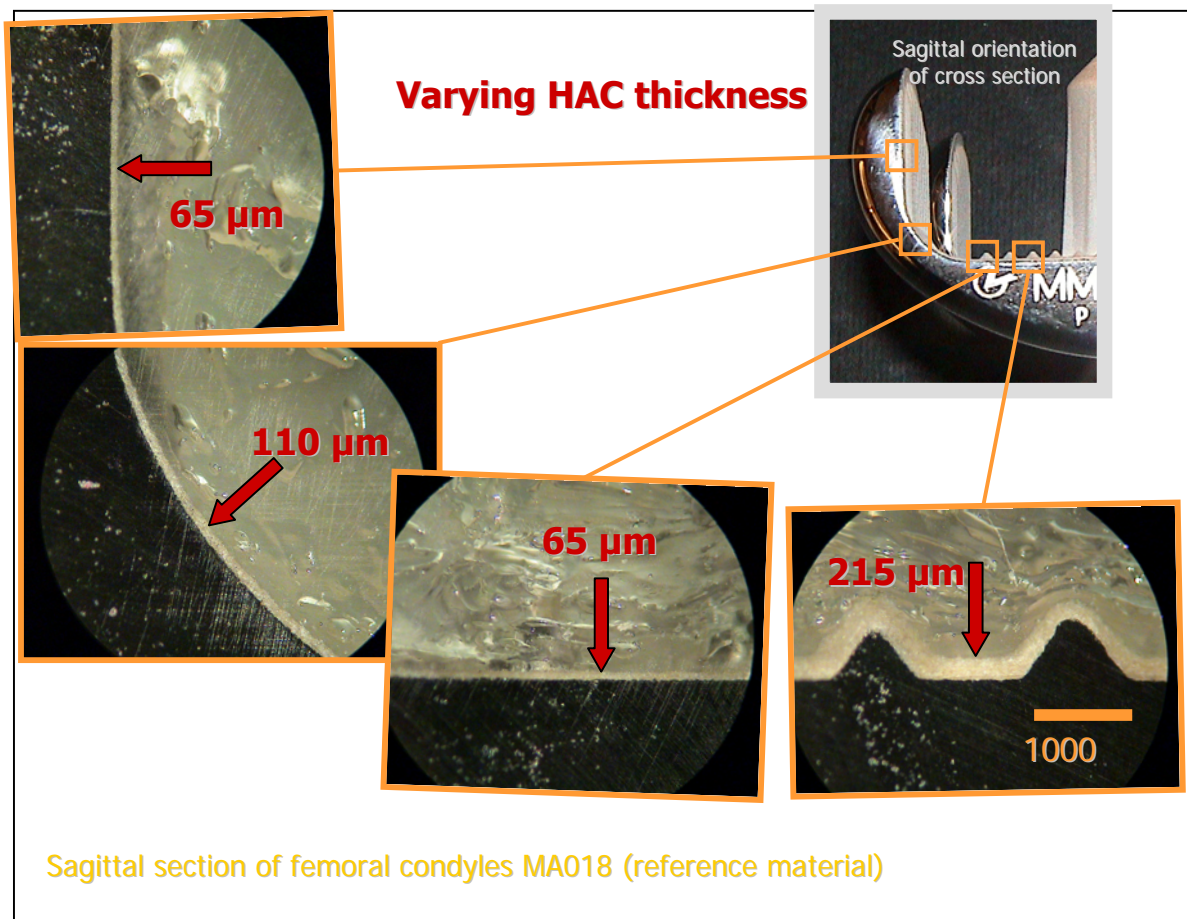 Varying HAC thickness
Sagittal orientation
of cross section
65 µm
110 µm
65 µm
215 µm
1000
MM
P
Sagittal section of femoral condyles MA018 (reference material)